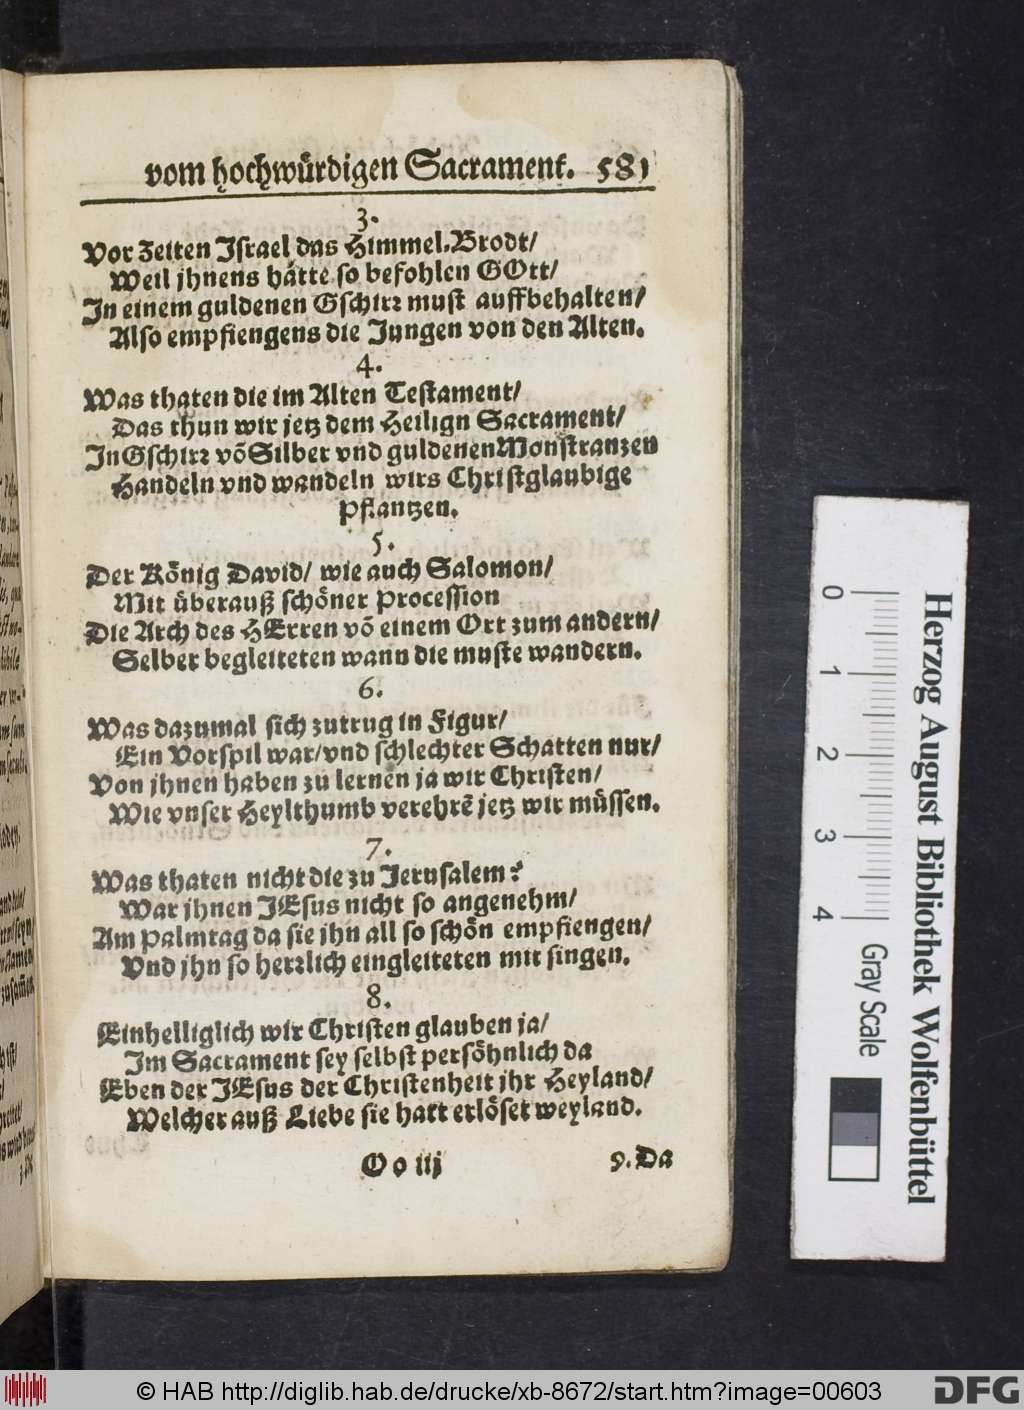 vom hochwürdigen Sacrament. 581
3.
Vor Zeiten Israel das Himmel-Brodt/
Weil jhnens hätte so befohlen GOtt/
In einem guldenen Gschirr must auffbehalten/
Also empfiengens die Jungen von den Alten.
4.
Was thaten die im Alten Testament/
Das thun wir jetz dem Heilign Sacrament/
In Gschirr võ Silber vnd guldenen Monstranzen
Handeln vnd wandeln wirs Christglaubige
Pflantzen.
5.
Der König David/ wie auch Salomon/
Mit überauß schöner Procession
Die Arch des HErren võ einem Ort zum andern/
Selber begleiteten wann die muste wandern.
6.
Was dazumal sich zutrug in Figur/
Ein Vorspil war/vnd schlechter Schatten nur/
Von jhnen haben zu lernen ja wir Christen/
Wie vnser Heylthumb verehrẽ jetz wir müssen.
7.
Was thaten nicht die zu Jerusalem?
War jhnen JEsus nicht so angenehm/
Am Palmtag da sie jhn all so schön empfiengen/
Vnd jhn so herrlich eingleiteten mit singen.
8.
Einhelliglich wir Christen glauben ja/
Im Sacrament sey selbst persöhnlich da
Eben der JEsus der Christenheit jhr Heyland/
Welcher auß Liebe sie hatt erlöset weyland.
O o iij 9. Da
0 1 2 3 4
Gray Scale
Herzog August Bibliothek Wolfenbüttel
© HAB http://diglib.hab.de/drucke/xb-8672/start.htm?image=00603
DFG